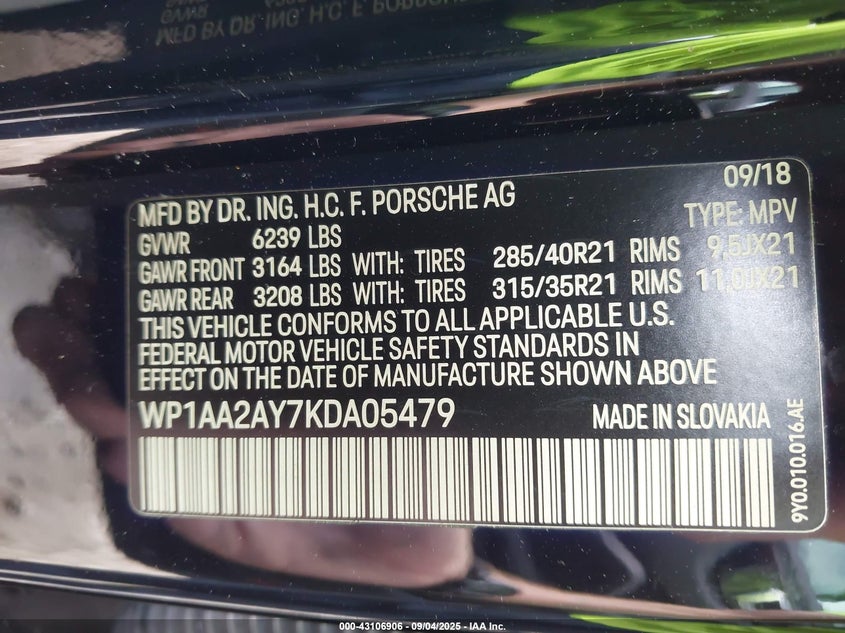 09/18
MFD BY DR. ING. H.C. F. PORSCHE AG
TYPE: MPV
GVWR 6239 LBS
GAWR FRONT 3164 LBS WITH: TIRES 285/40R21 RIMS 9,5JX21
GAWR REAR 3208 LBS WITH: TIRES 315/35R21 RIMS 11,0JX21
THIS VEHICLE CONFORMS TO ALL APPLICABLE U.S.
FEDERAL MOTOR VEHICLE SAFETY STANDARDS IN
EFFECT ON THE DATE OF MANUFACTURE SHOWN ABOVE
WP1AA2AY7KDA05479 MADE IN SLOVAKIA
9Y0.010.016.AE
000-43106906 - 09/04/2025 - IAA Inc.